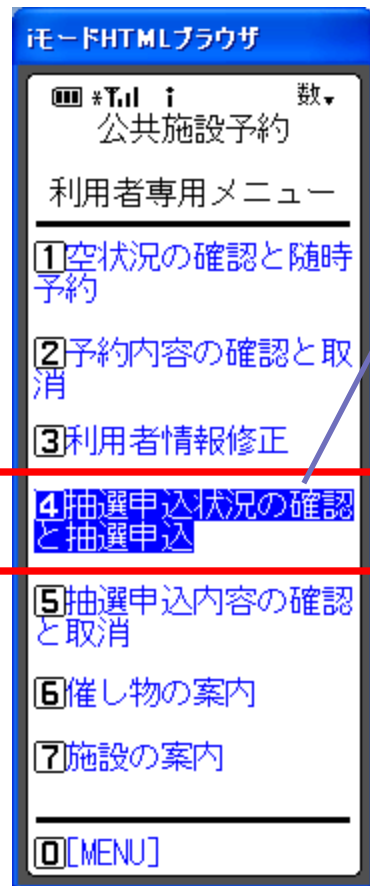 iモードHTMLブラウザ
数
公共施設予約
利用者専用メニュー
1空状況の確認と随時
予約
2予約内容の確認と取
消
3利用者情報修正
4抽選申込状況の確認
と抽選申込
5抽選申込内容の確認
と取消
6催し物の案内
7施設の案内
0[MENU]